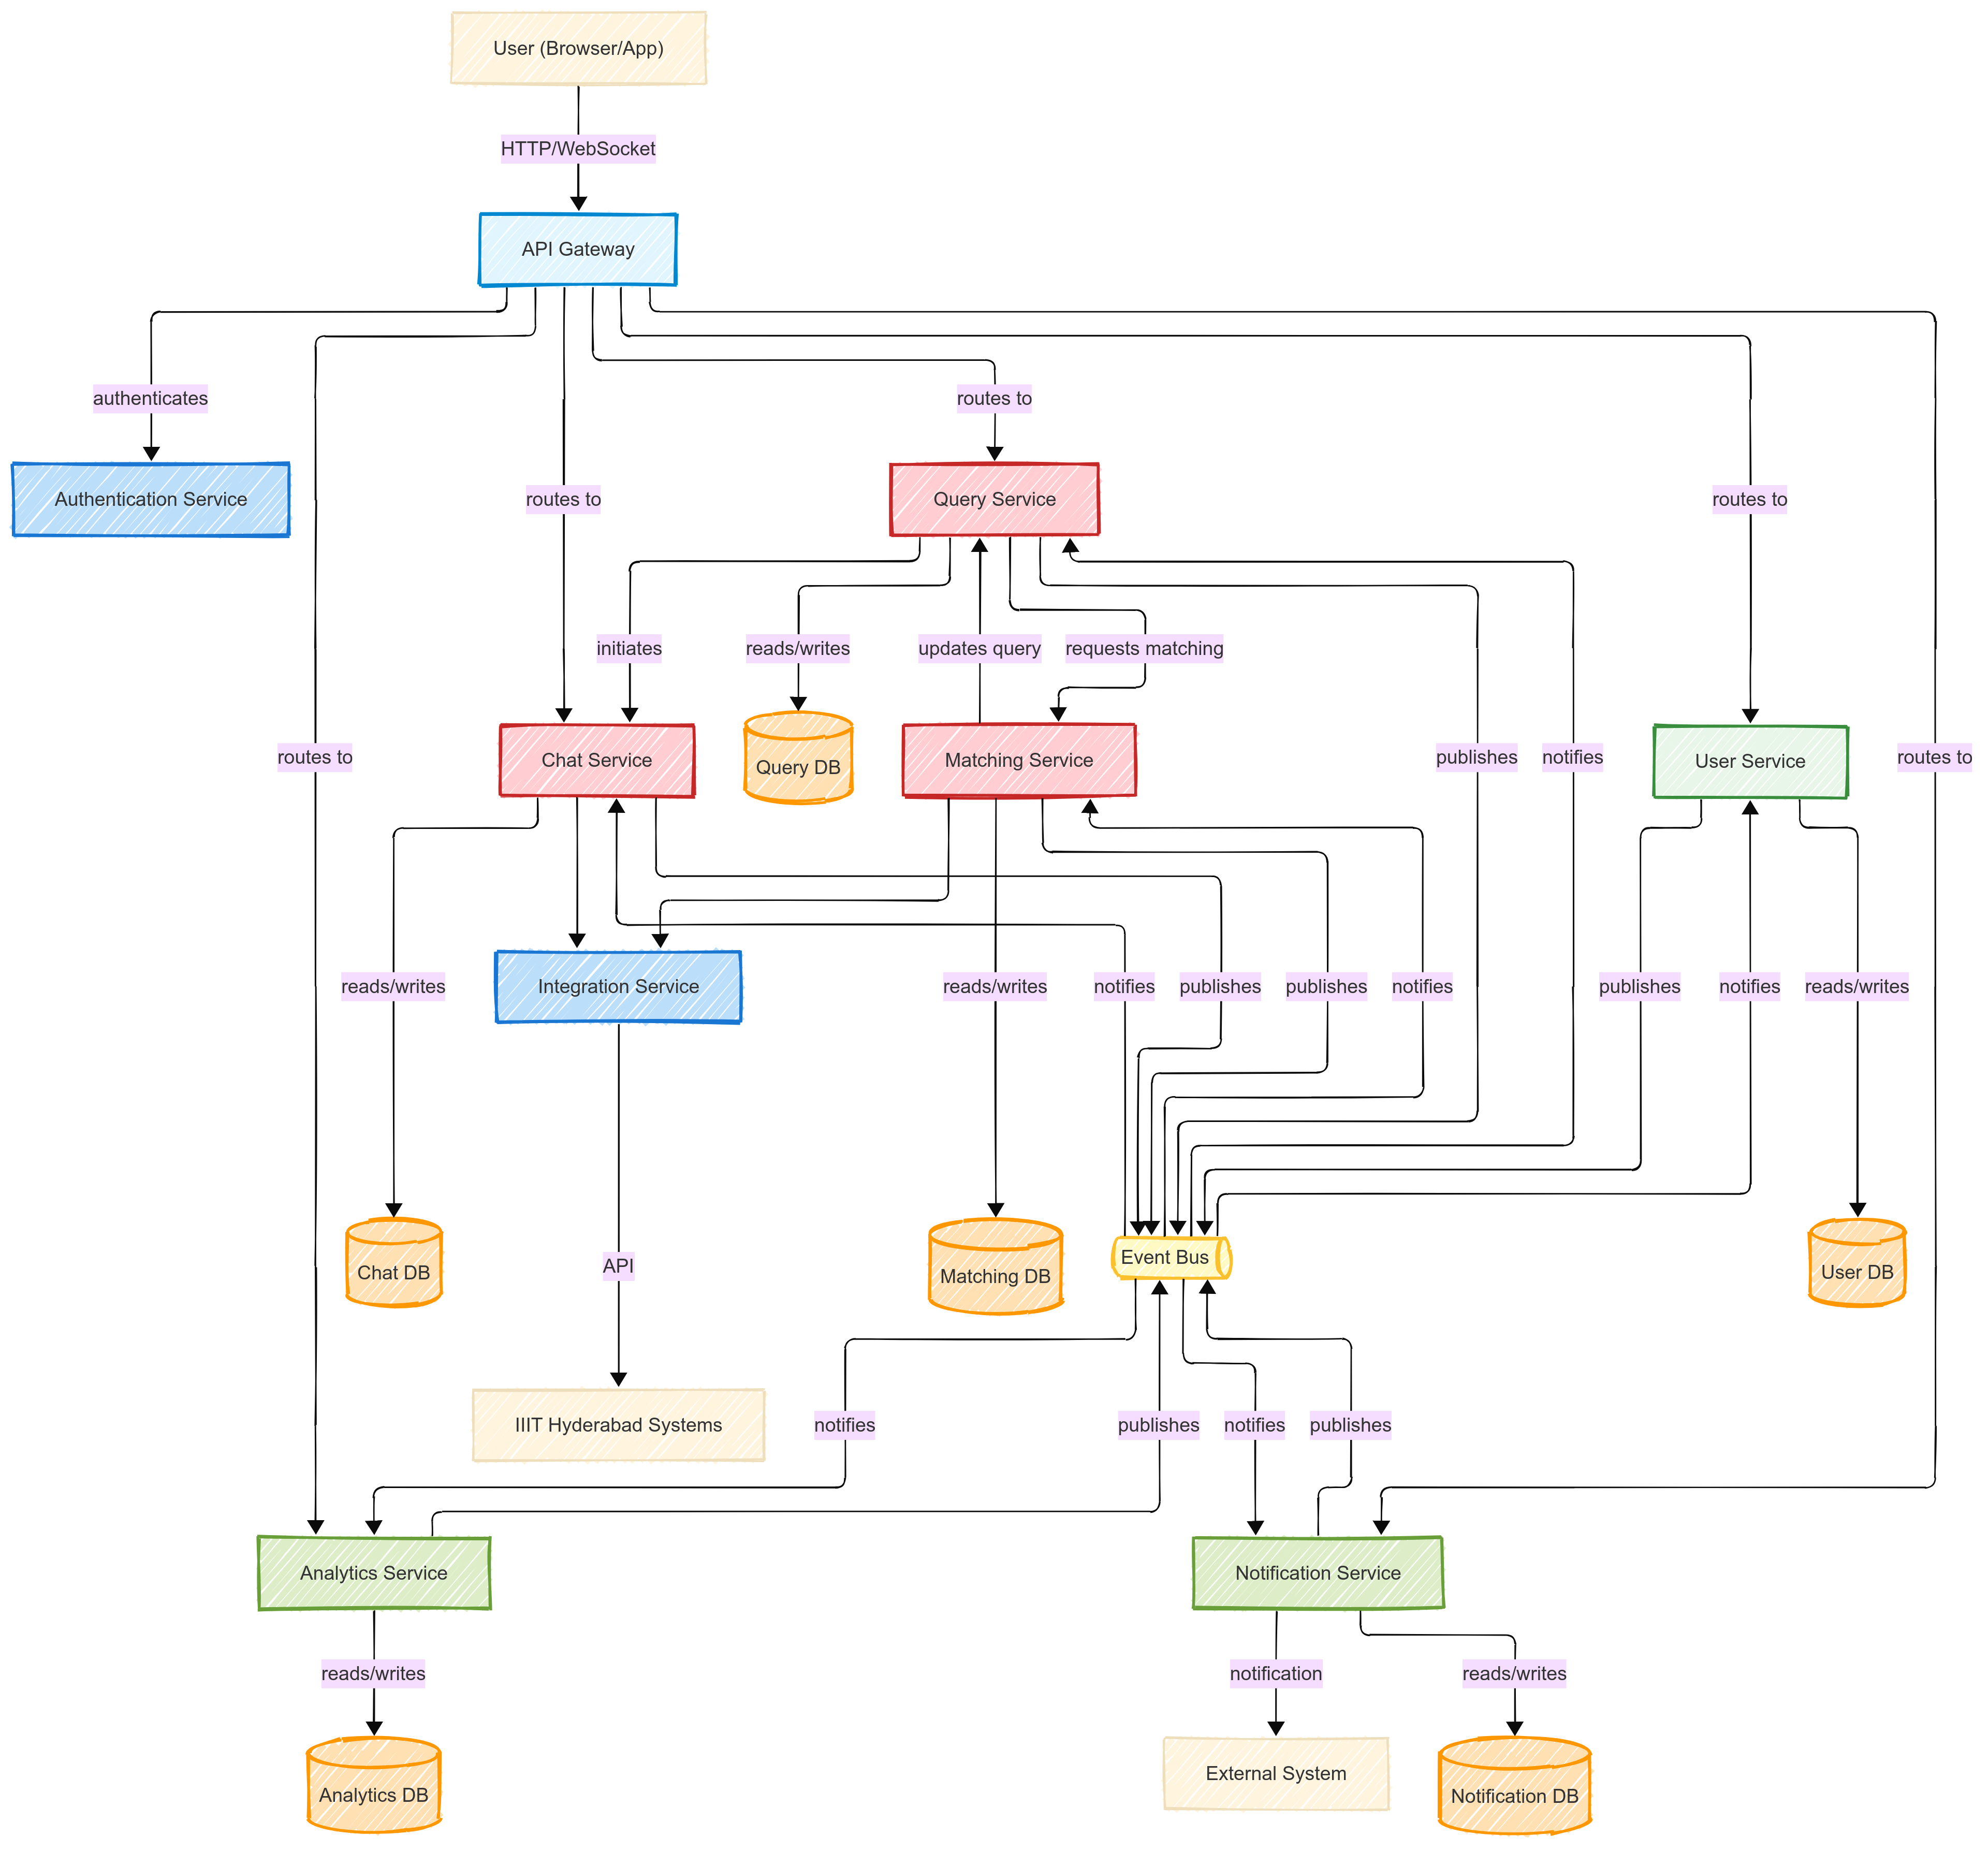 User (Browser/App)
HTTP/WebSocket
API Gateway
authenticates
routes to
Authentication Service
routes to
Query Service
routes to
initiates
reads/writes
updates query
requests matching
routes to
Chat Service
Query DB
Matching Service
publishes
notifies
User Service
routes to
reads/writes
Integration Service
reads/writes
notifies
publishes
publishes
notifies
publishes
notifies
reads/writes
Chat DB
API
Matching DB
Event Bus
User DB
IIIT Hyderabad Systems
notifies
publishes
notifies
publishes
Analytics Service
Notification Service
reads/writes
notification
reads/writes
Analytics DB
External System
Notification DB